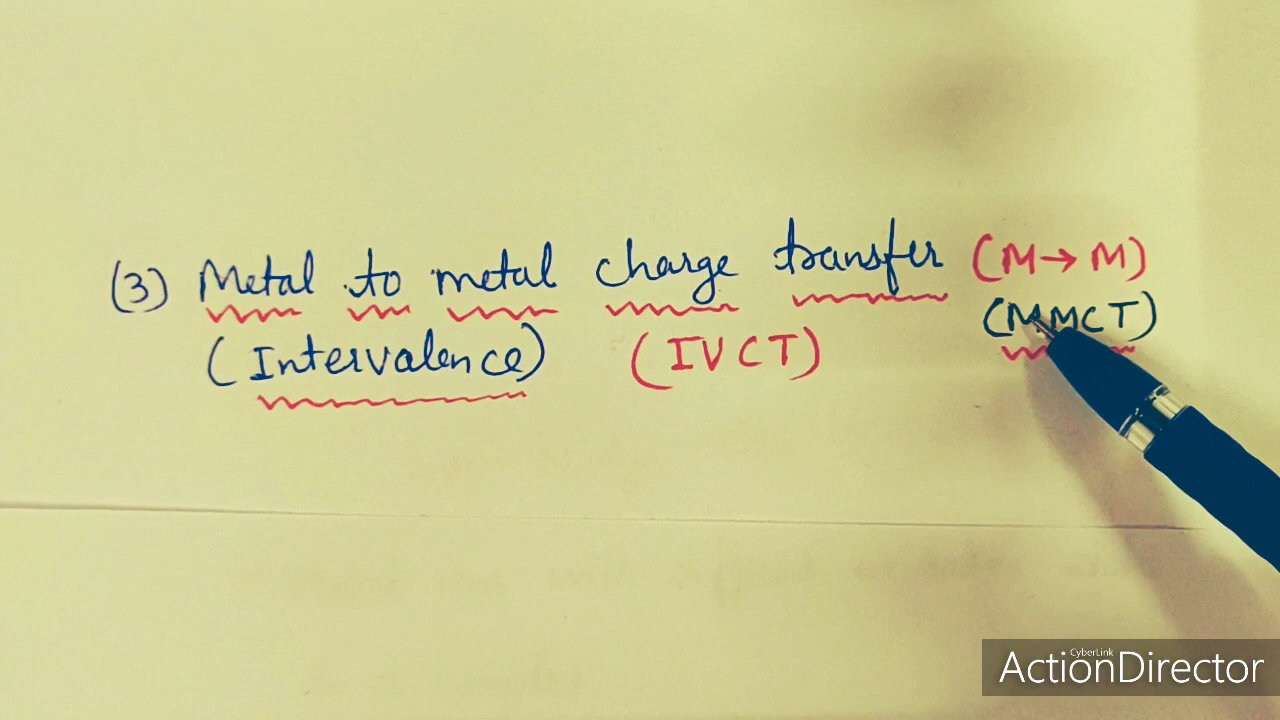 (3) Metal to metal charge transfer (M→M)
(MMCT)
(Intervalence) (IVCT)
CyberLink
ActionDirector